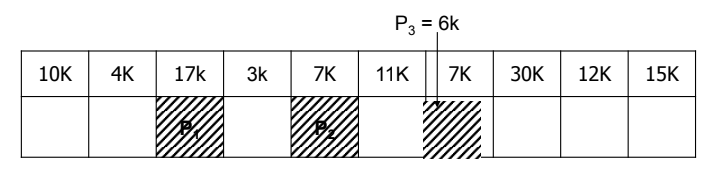 P₃ = 6k
10K 4K 17k 3k 7K 11K 7K 30K 12K 15K
P₁ P₂